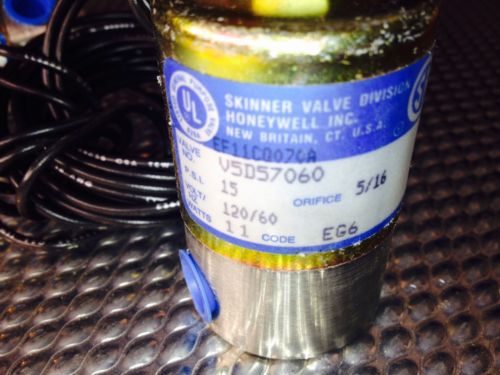 SKINNER VALVE DIVISION
HONEYWELL INC.
NEW BRITAIN, CT. U.S.A.
UL
VALVE NO. V5D57060
P.S.I. 15 ORIFICE 5/16
VOLT/HZ 120/60
WATTS 11 CODE EG6